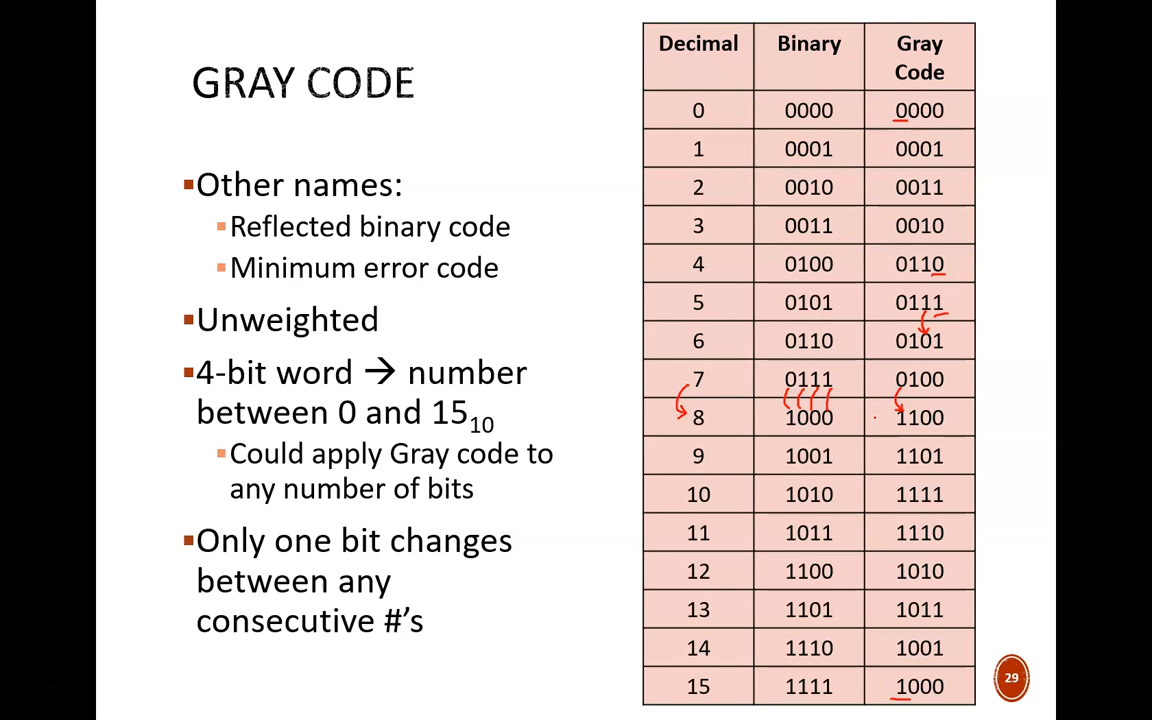 GRAY CODE
Other names:
Reflected binary code
Minimum error code
Unweighted
4-bit word → number
between 0 and 15₁₀
Could apply Gray code to
any number of bits
Only one bit changes
between any
consecutive #’s
Decimal Binary Gray
Code
0 0000 0000
1 0001 0001
2 0010 0011
3 0011 0010
4 0100 0110
5 0101 0111
6 0110 0101
7 0111 0100
8 1000 1100
9 1001 1101
10 1010 1111
11 1011 1110
12 1100 1010
13 1101 1011
14 1110 1001
15 1111 1000
29